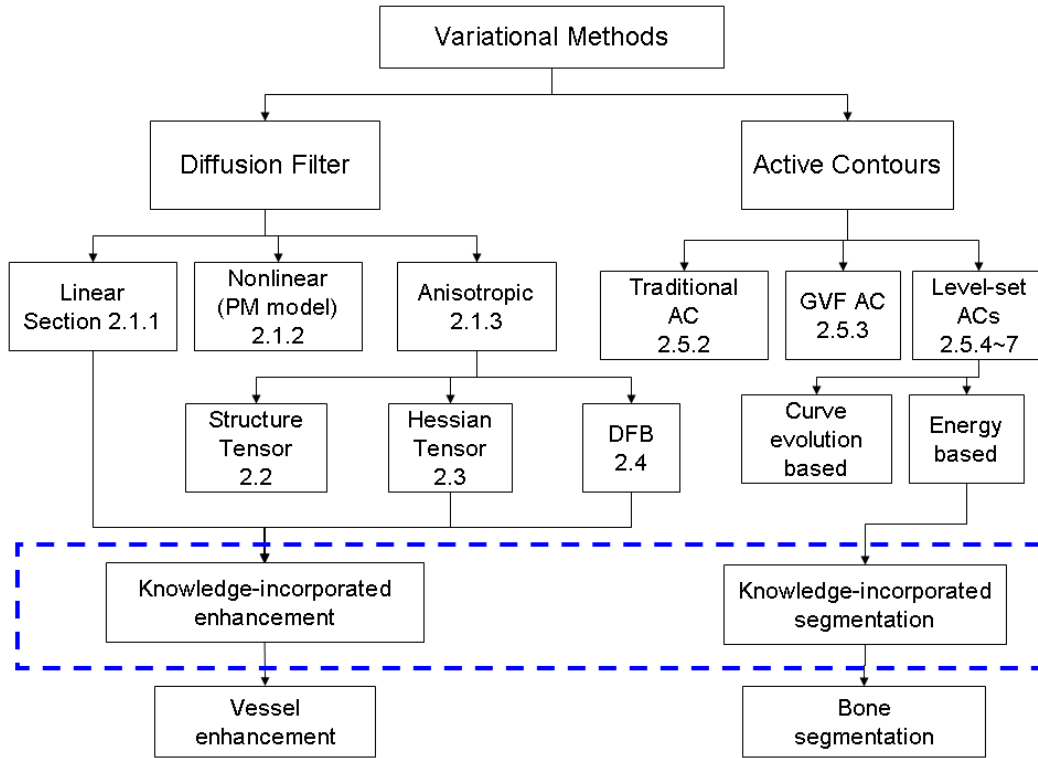 Variational Methods
Diffusion Filter
Active Contours
Linear
Section 2.1.1
Nonlinear
(PM model)
2.1.2
Anisotropic
2.1.3
Traditional
AC
2.5.2
GVF AC
2.5.3
Level-set
ACs
2.5.4~7
Structure
Tensor
2.2
Hessian
Tensor
2.3
DFB
2.4
Curve
evolution
based
Energy
based
Knowledge-incorporated
enhancement
Knowledge-incorporated
segmentation
Vessel
enhancement
Bone
segmentation